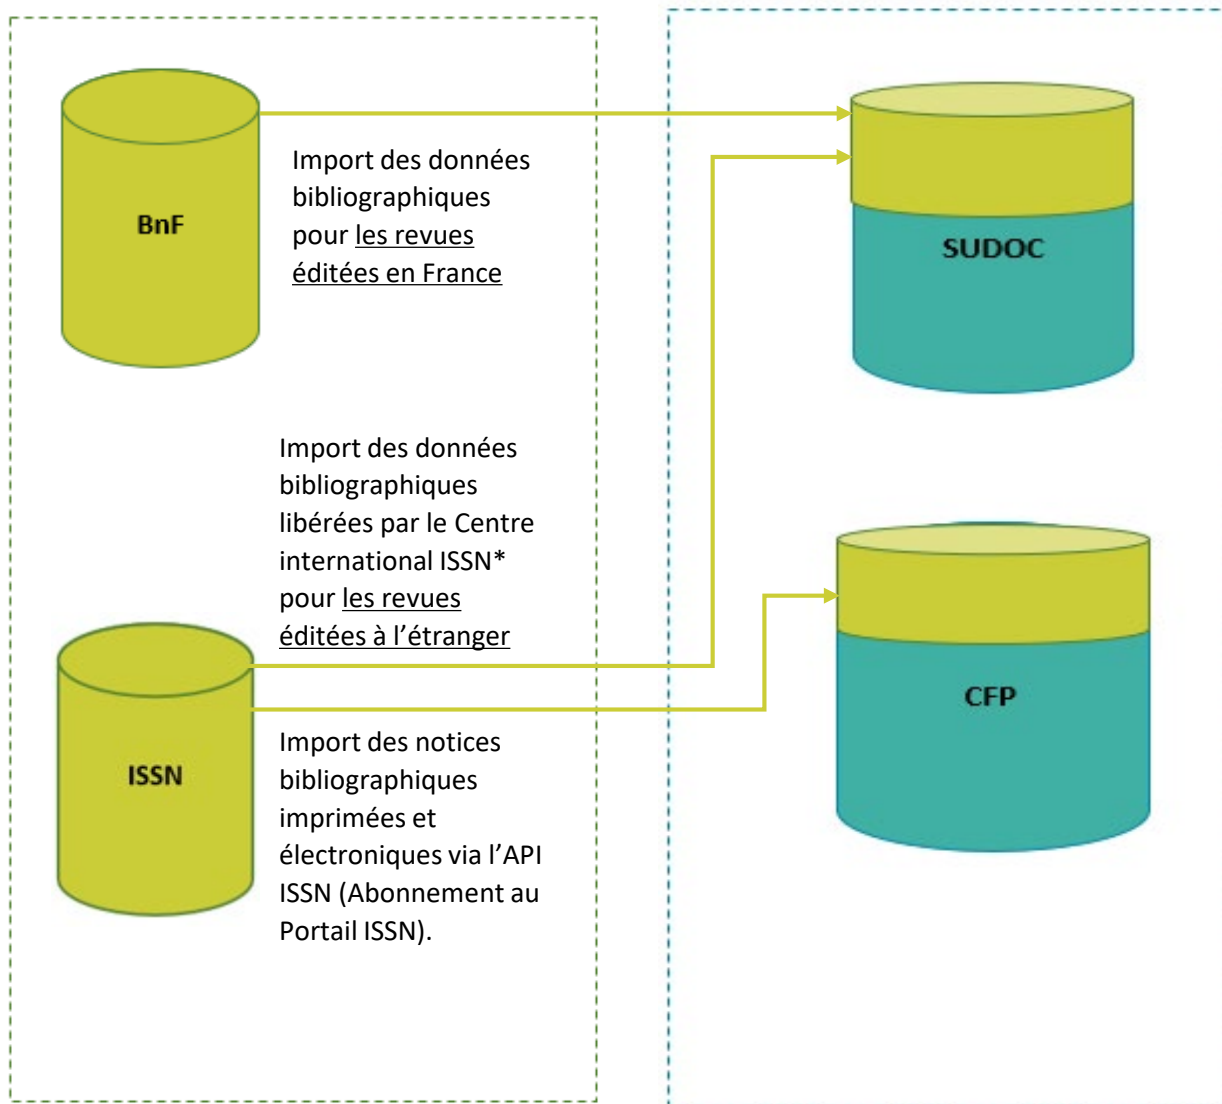 BnF
Import des données
bibliographiques
pour les revues
éditées en France
SUDOC
Import des données
bibliographiques
libérées par le Centre
international ISSN*
pour les revues
éditées à l’étranger
ISSN
CFP
Import des notices
bibliographiques
imprimées et
électroniques via l’API
ISSN (Abonnement au
Portail ISSN).